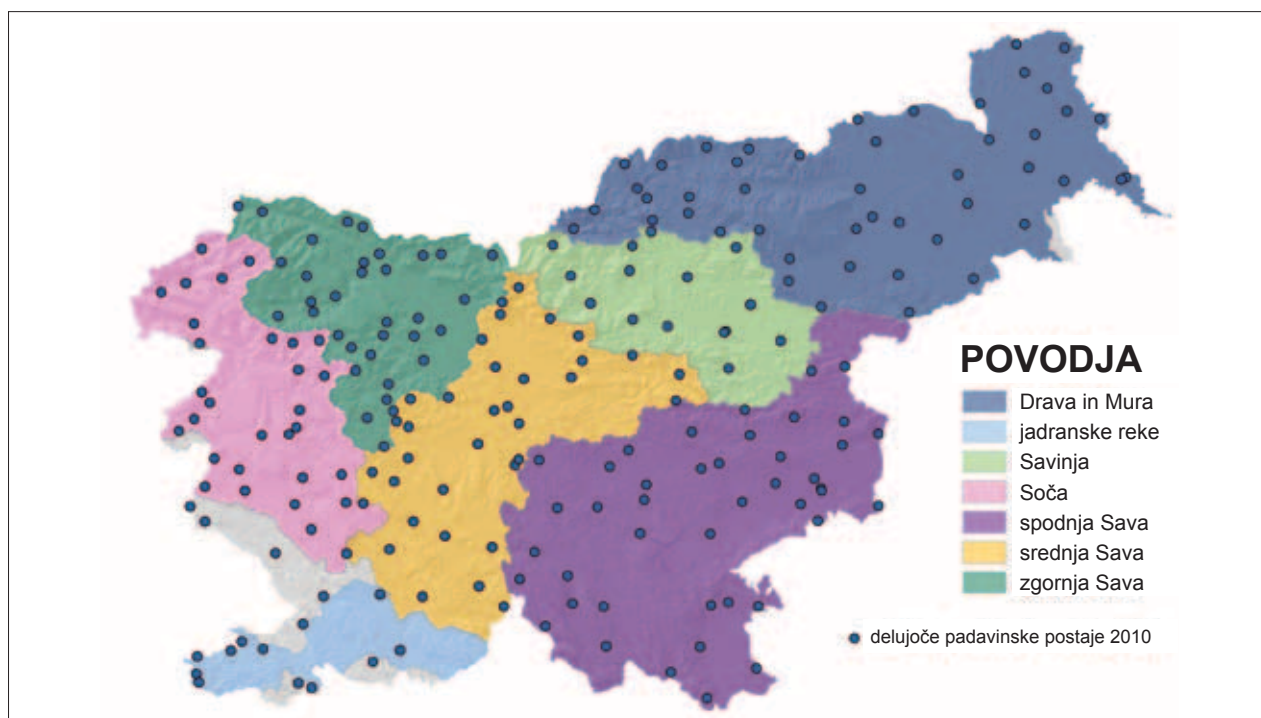 POVODJA
Drava in Mura
jadranske reke
Savinja
Soča
spodnja Sava
srednja Sava
zgornja Sava
delujoče padavinske postaje 2010